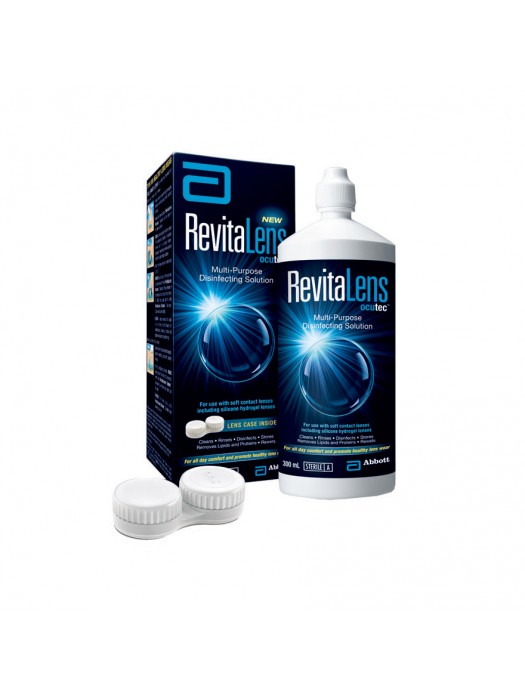 NEW
RevitaLens
ocutec
Multi-Purpose
Disinfecting Solution
For use with soft contact lenses
including silicone hydrogel lenses
LENS CASE INSIDE
Cleans • Rinses • Disinfects • Stores
Removes Lipids and Proteins • Rewets
For all day comfort and promote healthy lens wear
Abbott
RevitaLens
ocutec™
Multi-Purpose
Disinfecting Solution
For use with soft contact lenses
including silicone hydrogel lenses
Cleans • Rinses • Disinfects • Stores
Removes Lipids and Proteins • Rewets
For all day comfort and promote healthy lens wear
300 mL
STERILE A
Abbott